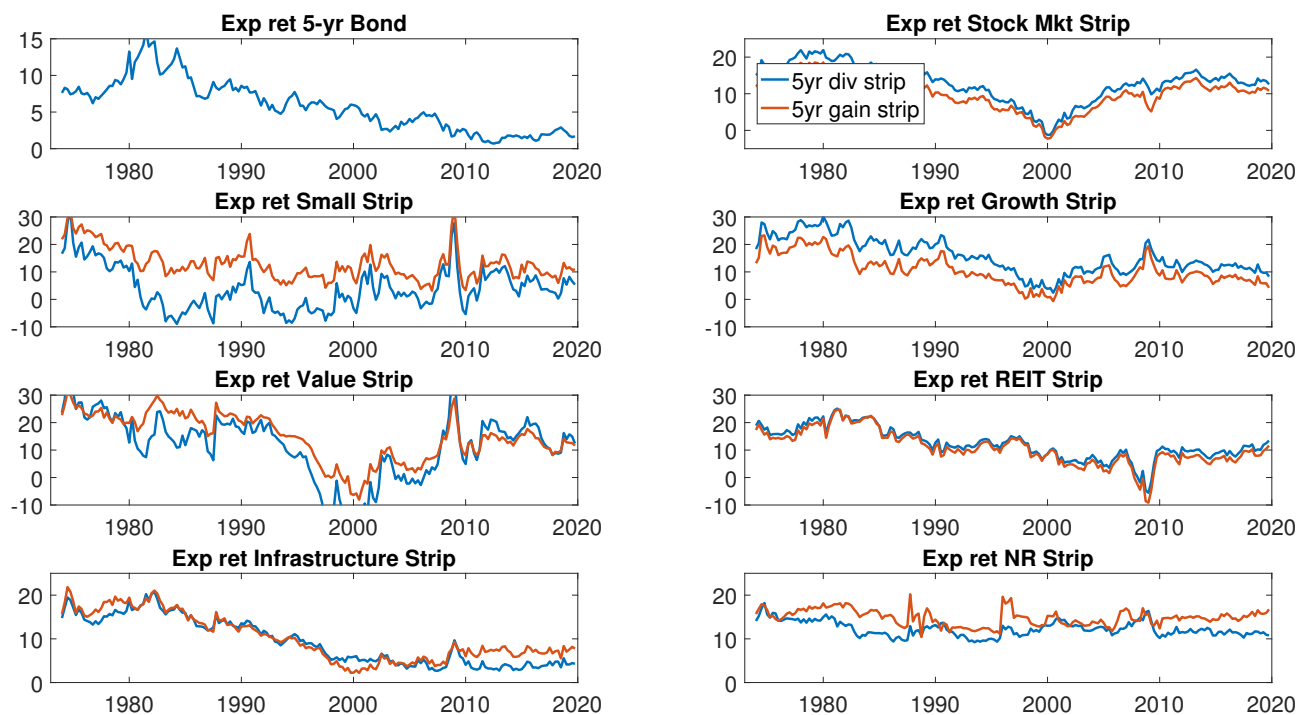 Exp ret 5-yr Bond
15
10
5
0
1980 1990 2000 2010 2020
Exp ret Stock Mkt Strip
20
10
0
5yr div strip
5yr gain strip
1980 1990 2000 2010 2020
Exp ret Small Strip
30
20
10
0
-10
1980 1990 2000 2010 2020
Exp ret Growth Strip
30
20
10
0
-10
1980 1990 2000 2010 2020
Exp ret Value Strip
30
20
10
0
-10
1980 1990 2000 2010 2020
Exp ret REIT Strip
30
20
10
0
-10
1980 1990 2000 2010 2020
Exp ret Infrastructure Strip
20
10
0
1980 1990 2000 2010 2020
Exp ret NR Strip
20
10
0
1980 1990 2000 2010 2020